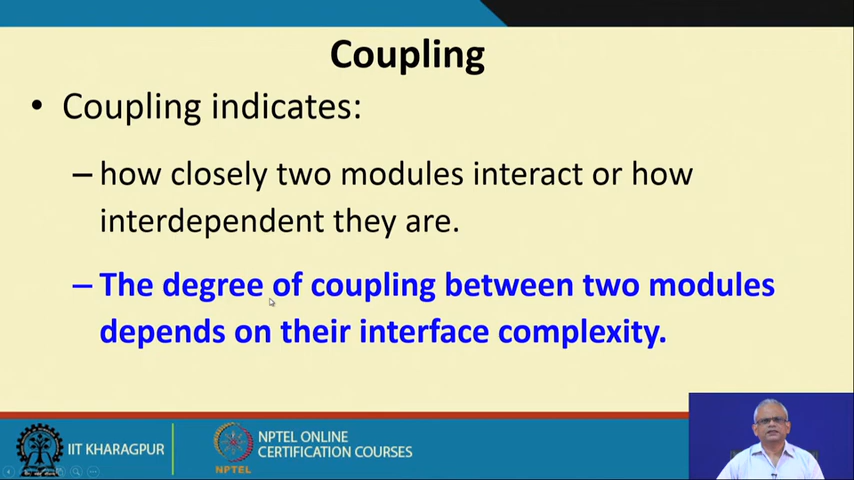 Coupling
• Coupling indicates:
– how closely two modules interact or how
interdependent they are.
– The degree of coupling between two modules
depends on their interface complexity.
IIT KHARAGPUR
NPTEL
NPTEL ONLINE
CERTIFICATION COURSES